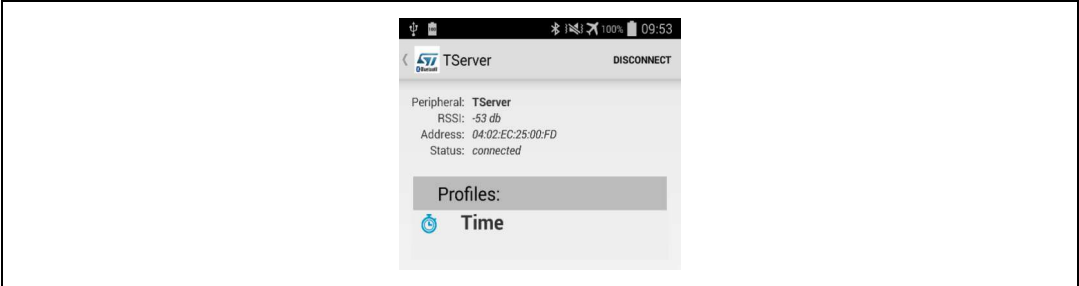 100% 09:53
TServer DISCONNECT
Peripheral: TServer
RSSI: -53 db
Address: 04:02:EC:25:00:FD
Status: connected
Profiles:
Time